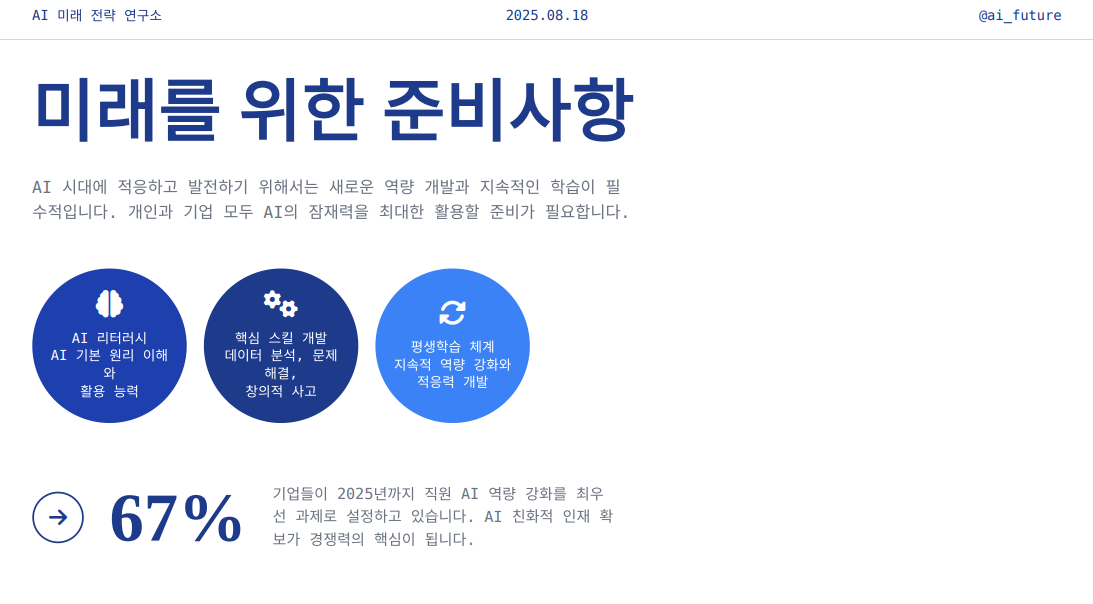 AI 미래 전략 연구소
2025.08.18
@ai_future
미래를 위한 준비사항
AI 시대에 적응하고 발전하기 위해서는 새로운 역량 개발과 지속적인 학습이 필
수적입니다. 개인과 기업 모두 AI의 잠재력을 최대한 활용할 준비가 필요합니다.
AI 리터러시
AI 기본 원리 이해
와
활용 능력
핵심 스킬 개발
데이터 분석, 문제
해결,
창의적 사고
평생학습 체계
지속적 역량 강화와
적응력 개발
67%
기업들이 2025년까지 직원 AI 역량 강화를 최우
선 과제로 설정하고 있습니다. AI 친화적 인재 확
보가 경쟁력의 핵심이 됩니다.